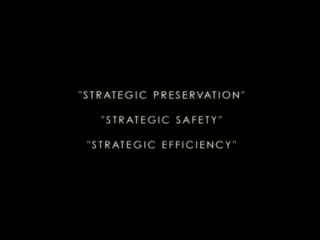 "STRATEGIC PRESERVATION"
"STRATEGIC SAFETY"
"STRATEGIC EFFICIENCY"